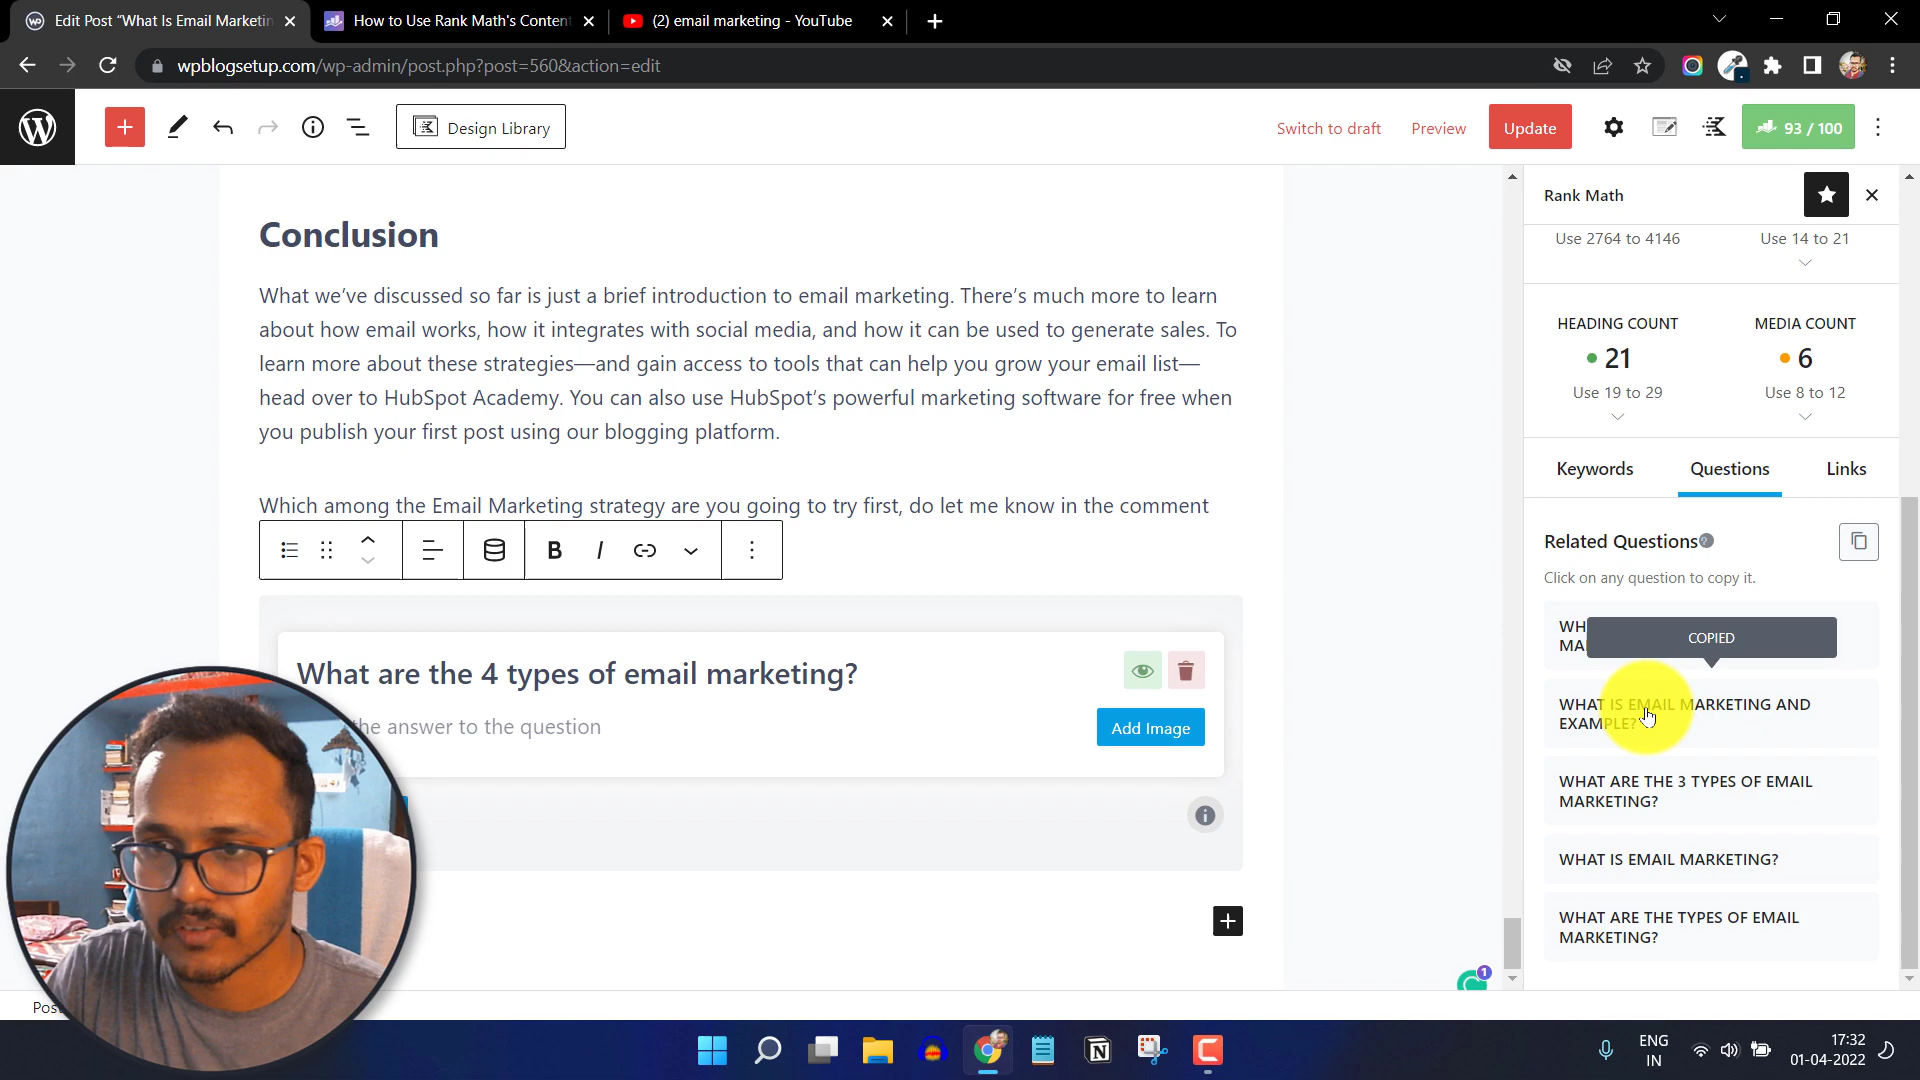 Edit Post “What Is Email Marketin
How to Use Rank Math's Conten
(2) email marketing - YouTube
wpblogsetup.com/wp-admin/post.php?post=560&action=edit
Design Library
Switch to draft
Preview
Update
93 / 100
Conclusion
What we’ve discussed so far is just a brief introduction to email marketing. There’s much more to learn
about how email works, how it integrates with social media, and how it can be used to generate sales. To
learn more about these strategies—and gain access to tools that can help you grow your email list—
head over to HubSpot Academy. You can also use HubSpot’s powerful marketing software for free when
you publish your first post using our blogging platform.
Which among the Email Marketing strategy are you going to try first, do let me know in the comment
B I
What are the 4 types of email marketing?
the answer to the question
Add Image
Rank Math
Use 2764 to 4146
Use 14 to 21
HEADING COUNT
MEDIA COUNT
21
6
Use 19 to 29
Use 8 to 12
Keywords
Questions
Links
Related Questions
Click on any question to copy it.
WH
MA
COPIED
WHAT IS EMAIL MARKETING AND
EXAMPLE?
WHAT ARE THE 3 TYPES OF EMAIL
MARKETING?
WHAT IS EMAIL MARKETING?
WHAT ARE THE TYPES OF EMAIL
MARKETING?
1
Post
ENG
IN
17:32
01-04-2022